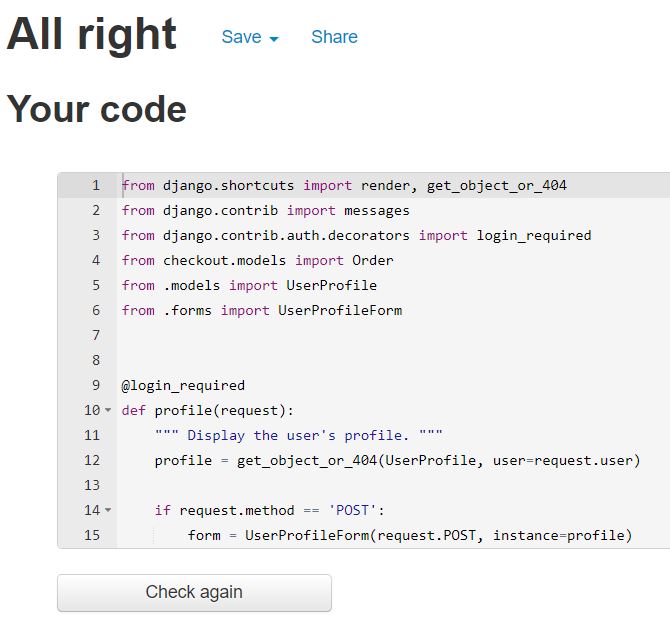 All right Save Share
Your code
1 from django.shortcuts import render, get_object_or_404
2 from django.contrib import messages
3 from django.contrib.auth.decorators import login_required
4 from checkout.models import Order
5 from .models import UserProfile
6 from .forms import UserProfileForm
7
8
9 @login_required
10 def profile(request):
11     """ Display the user's profile. """
12     profile = get_object_or_404(UserProfile, user=request.user)
13
14     if request.method == 'POST':
15         form = UserProfileForm(request.POST, instance=profile)
Check again